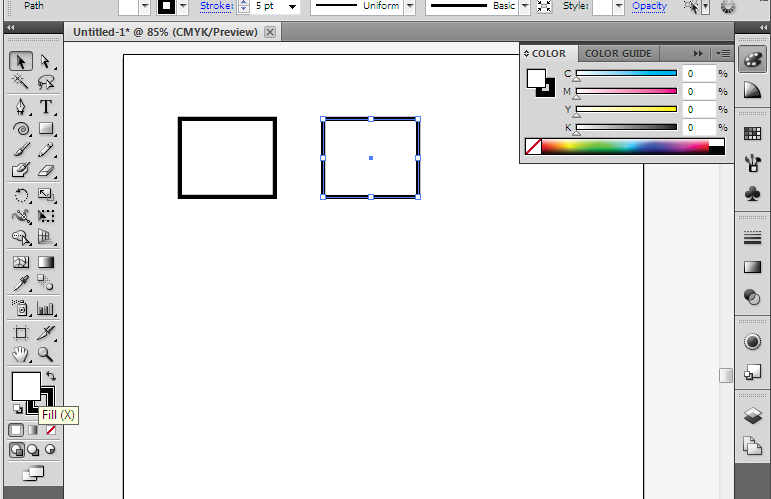 Path Stroke: 5 pt Uniform Basic Style: Opacity
Untitled-1* @ 85% (CMYK/Preview)
COLOR COLOR GUIDE
C 0 %
M 0 %
Y 0 %
K 0 %
T
Fill (X)